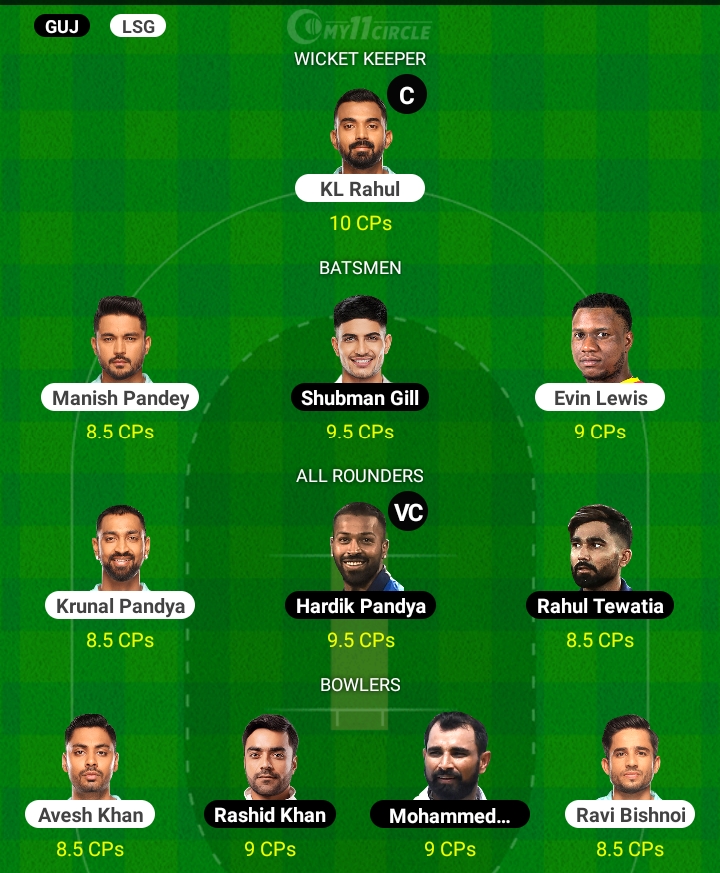 GUJ LSG
MY11CIRCLE
WICKET KEEPER
C
KL Rahul
10 CPs
BATSMEN
Manish Pandey Shubman Gill Evin Lewis
8.5 CPs 9.5 CPs 9 CPs
ALL ROUNDERS
VC
Krunal Pandya Hardik Pandya Rahul Tewatia
8.5 CPs 9.5 CPs 8.5 CPs
BOWLERS
Avesh Khan Rashid Khan Mohammed... Ravi Bishnoi
8.5 CPs 9 CPs 9 CPs 8.5 CPs